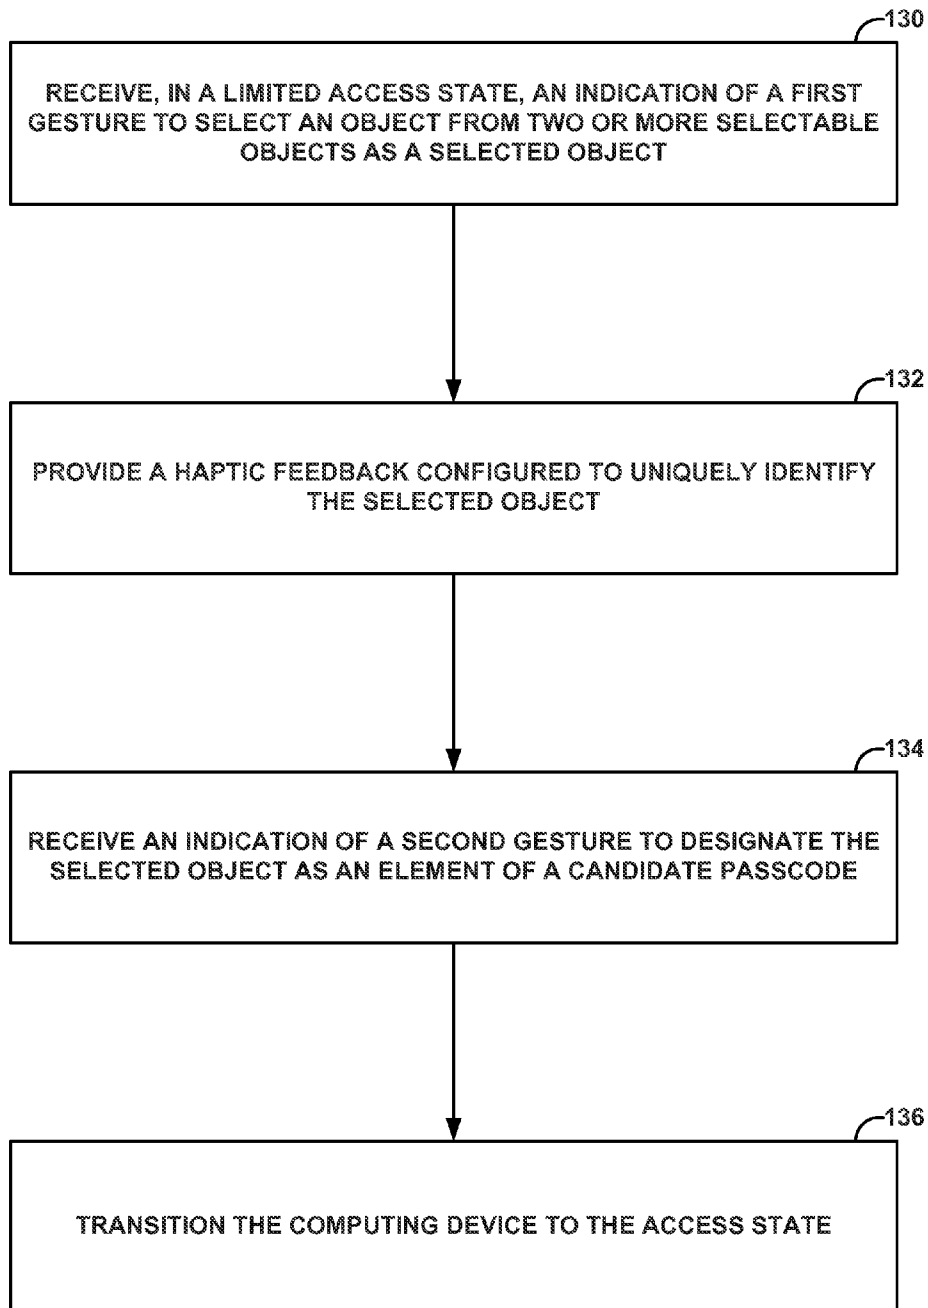 130
RECEIVE, IN A LIMITED ACCESS STATE, AN INDICATION OF A FIRST
GESTURE TO SELECT AN OBJECT FROM TWO OR MORE SELECTABLE
OBJECTS AS A SELECTED OBJECT
132
PROVIDE A HAPTIC FEEDBACK CONFIGURED TO UNIQUELY IDENTIFY
THE SELECTED OBJECT
134
RECEIVE AN INDICATION OF A SECOND GESTURE TO DESIGNATE THE
SELECTED OBJECT AS AN ELEMENT OF A CANDIDATE PASSCODE
136
TRANSITION THE COMPUTING DEVICE TO THE ACCESS STATE